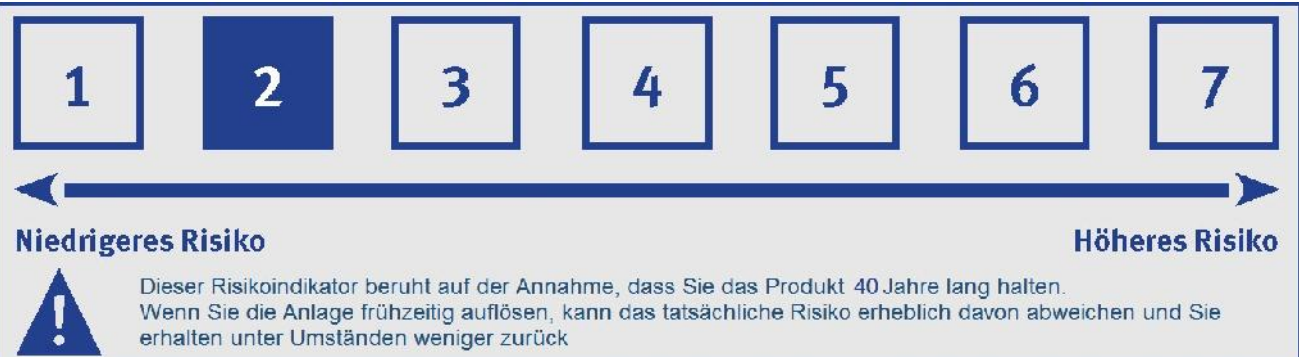 1 2 3 4 5 6 7
Niedrigeres Risiko Höheres Risiko
Dieser Risikoindikator beruht auf der Annahme, dass Sie das Produkt 40 Jahre lang halten.
Wenn Sie die Anlage frühzeitig auflösen, kann das tatsächliche Risiko erheblich davon abweichen und Sie
erhalten unter Umständen weniger zurück